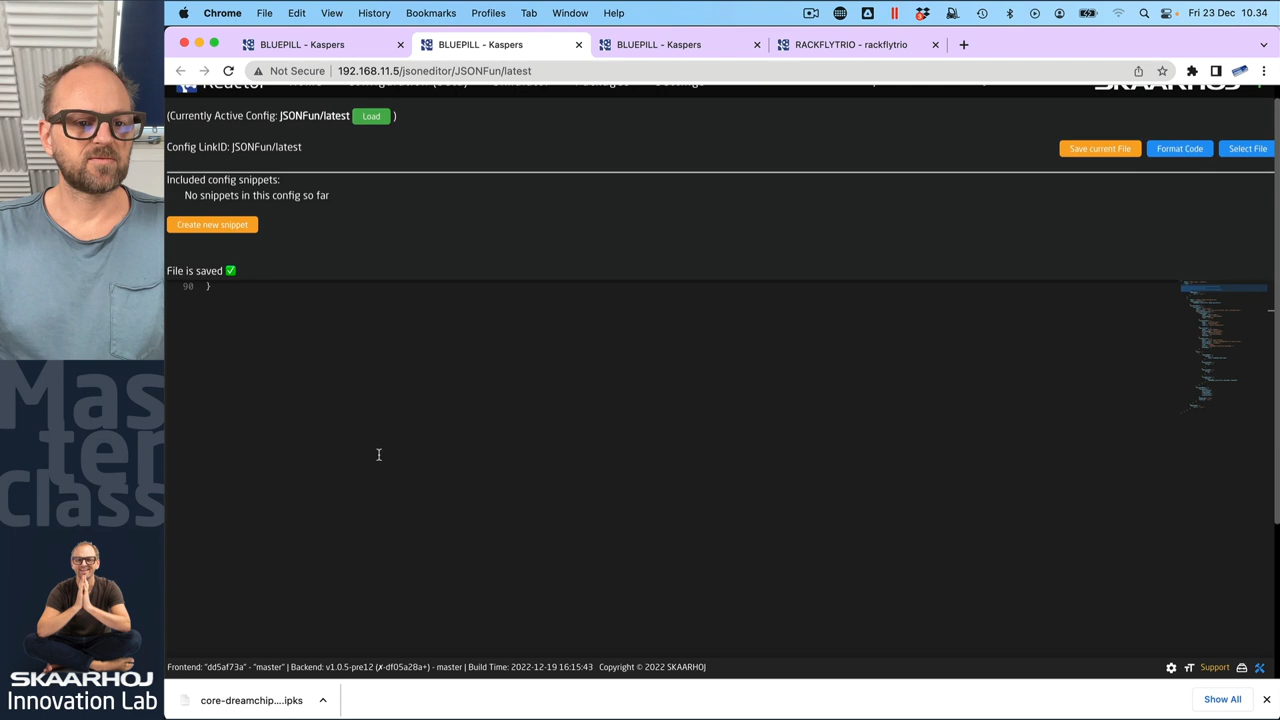 Chrome File Edit View History Bookmarks Profiles Tab Window Help Fri 23 Dec 10.34
BLUEPILL - Kaspers
BLUEPILL - Kaspers
BLUEPILL - Kaspers
RACKFLYTRIO - rackflytrio
Not Secure 192.168.11.5/jsoneditor/JSONFun/latest
Reactor
SKAARHOJ
(Currently Active Config: JSONFun/latest Load )
Config LinkID: JSONFun/latest
Save current File Format Code Select File
Included config snippets:
No snippets in this config so far
Create new snippet
File is saved
90 }
Master
Class
SKAARHOJ
Innovation Lab
Frontend: "dd5af73a" - "master" | Backend: v1.0.5-pre12 (✗-df05a28a+) - master | Build Time: 2022-12-19 16:15:43 Copyright © 2022 SKAARHOJ
Support
core-dreamchip....ipks
Show All